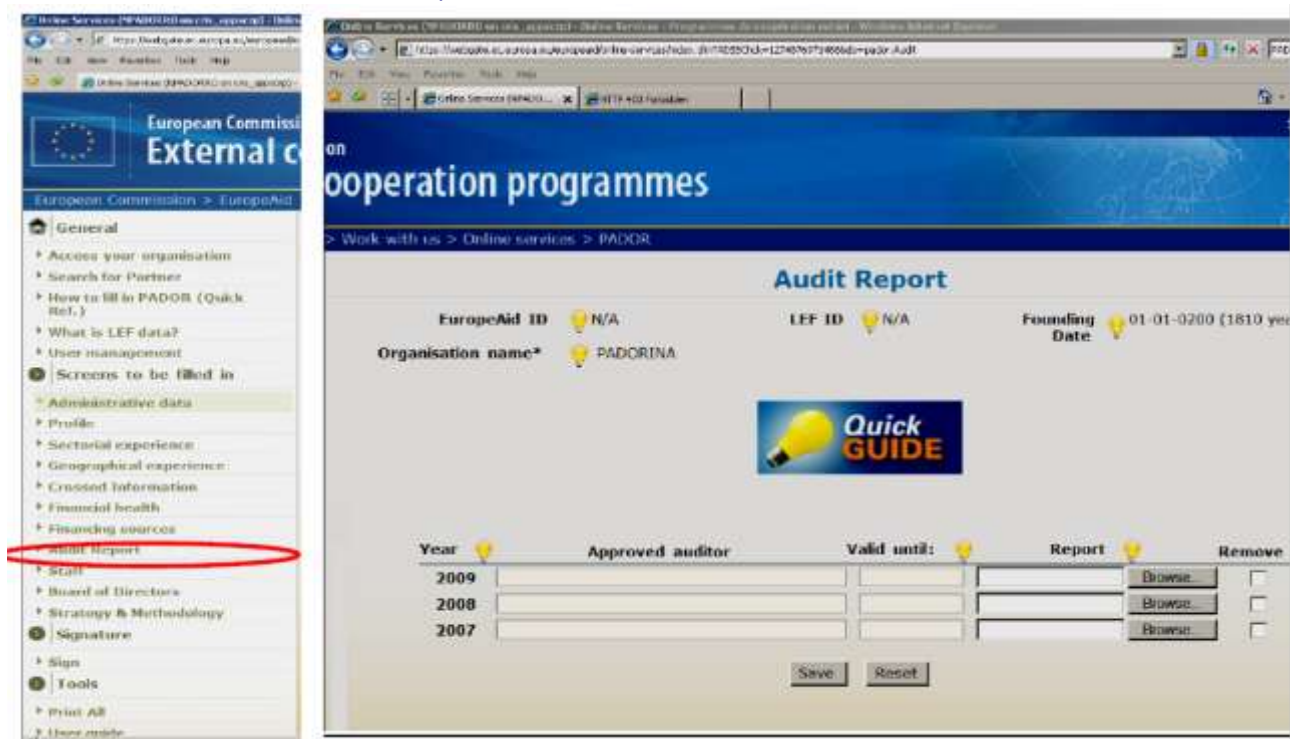 European Commissi
External c
European Commission > EuropeAid
General
Access your organisation
Search for Partner
How to fill in PADOR (Quick
Ref.)
What is LEF data?
User management
Screens to be filled in
Administrative data
Profile
Sectorial experience
Geographical experience
Crossed Information
Financial health
Financing sources
Audit Report
Staff
Board of Directors
Strategy & Methodology
Signature
Sign
Tools
Print All
User guide
on
ooperation programmes
> Work with us > Online services > PADOR
Audit Report
EuropeAid ID N/A LEF ID N/A Founding Date 01-01-0200 (1810 yea
Organisation name* PADORINA
Quick
GUIDE
Year Approved auditor Valid until: Report Remove
2009 Browse...
2008 Browse...
2007 Browse...
Save Reset